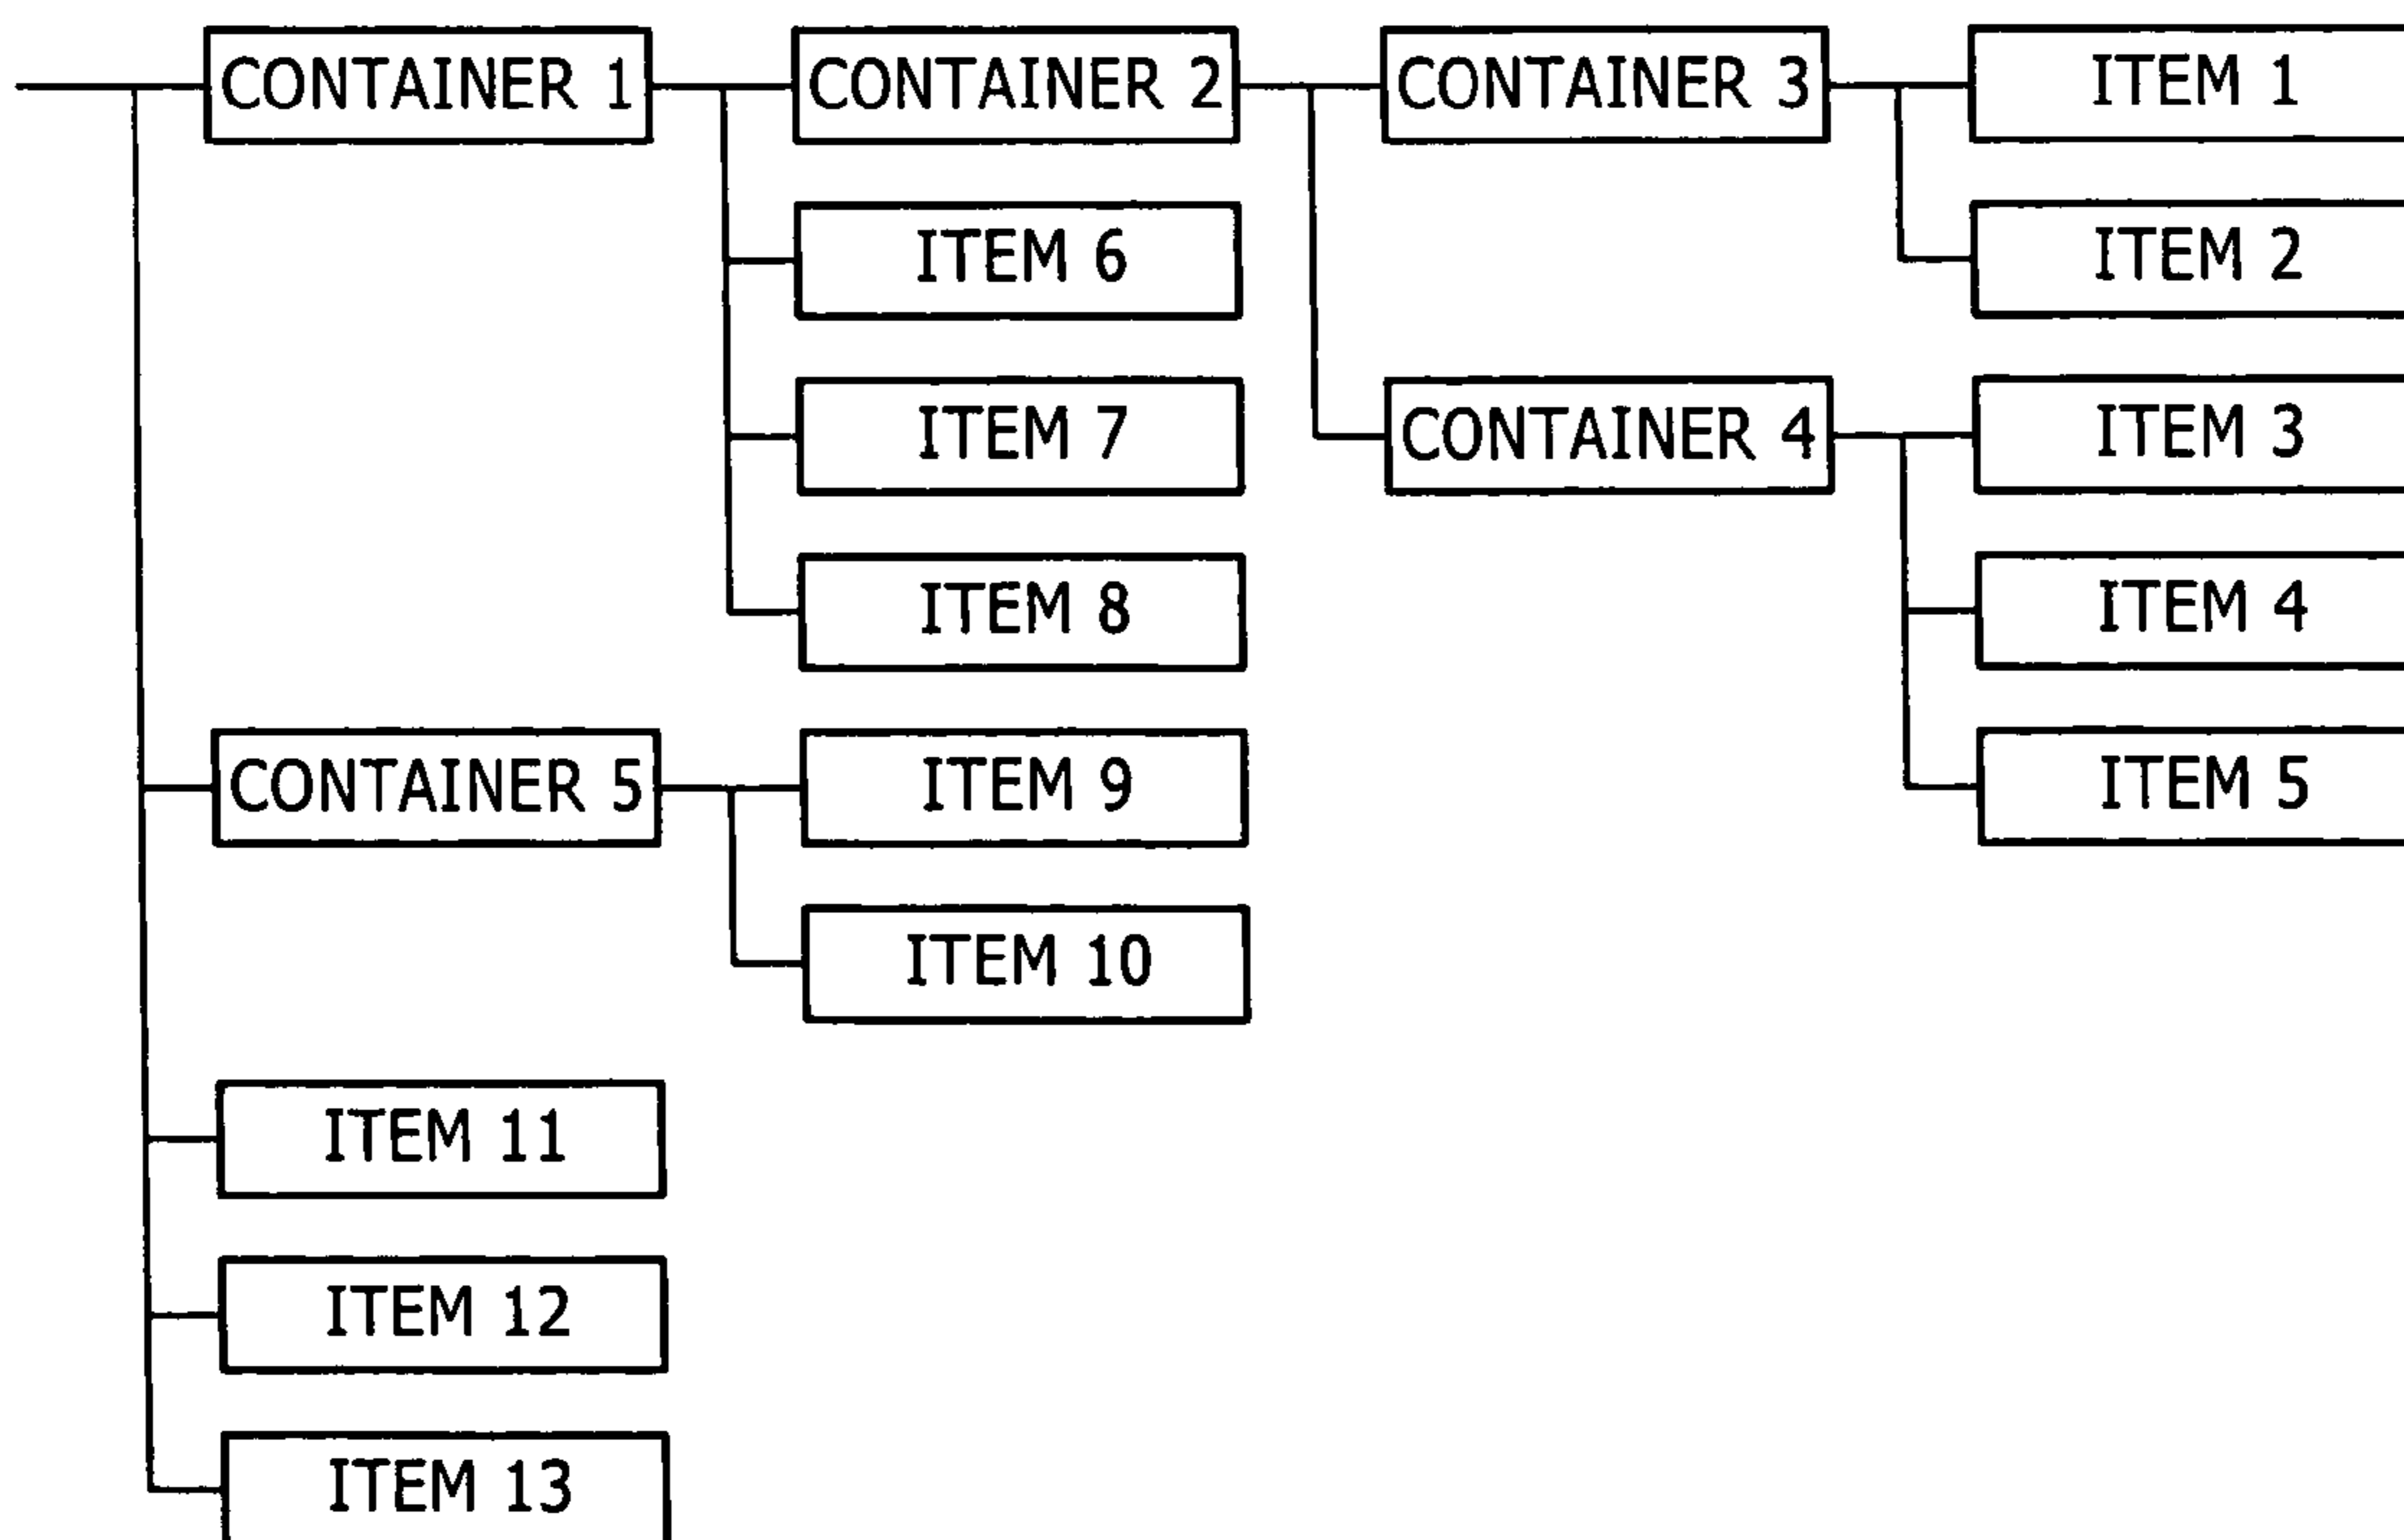 CONTAINER 1
CONTAINER 2
CONTAINER 3
ITEM 1
ITEM 6
ITEM 2
ITEM 7
CONTAINER 4
ITEM 3
ITEM 8
ITEM 4
CONTAINER 5
ITEM 9
ITEM 5
ITEM 10
ITEM 11
ITEM 12
ITEM 13